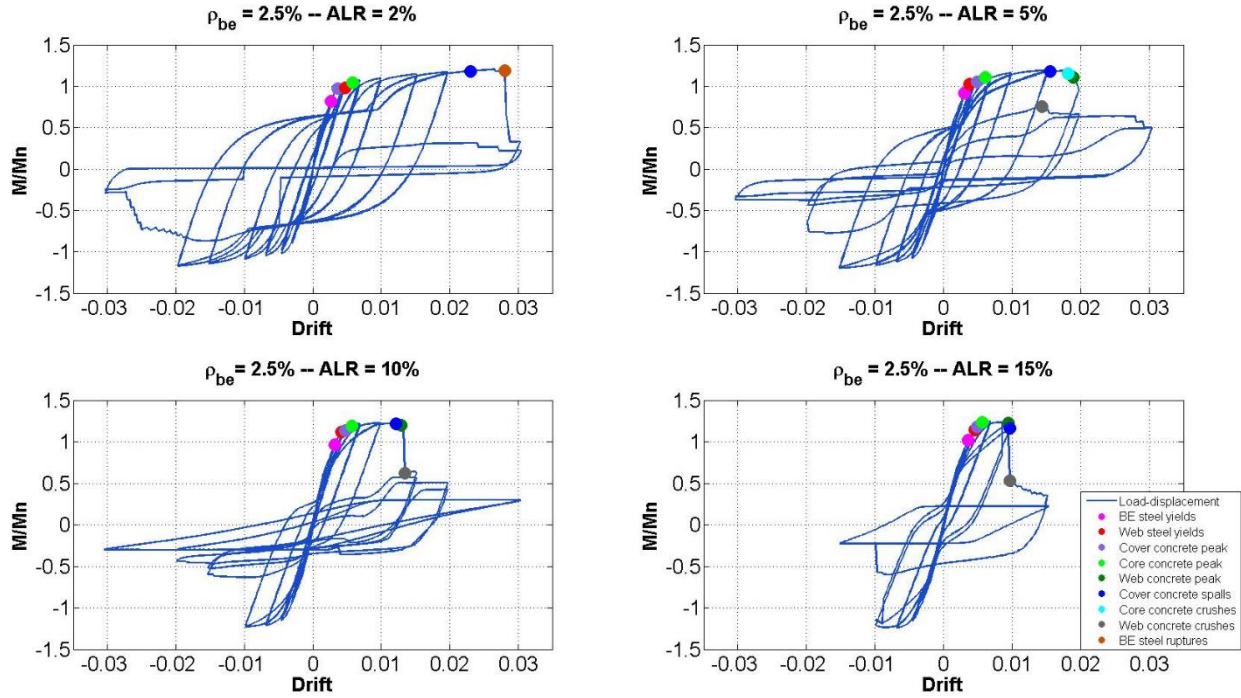 ρbe = 2.5% -- ALR = 2%
1.5
1
0.5
0
-0.5
-1
-1.5
M/Mn
-0.03 -0.02 -0.01 0 0.01 0.02 0.03
Drift
ρbe = 2.5% -- ALR = 5%
1.5
1
0.5
0
-0.5
-1
-1.5
M/Mn
-0.03 -0.02 -0.01 0 0.01 0.02 0.03
Drift
ρbe = 2.5% -- ALR = 10%
1.5
1
0.5
0
-0.5
-1
-1.5
M/Mn
-0.03 -0.02 -0.01 0 0.01 0.02 0.03
Drift
ρbe = 2.5% -- ALR = 15%
1.5
1
0.5
0
-0.5
-1
-1.5
M/Mn
-0.03 -0.02 -0.01 0 0.01 0.02 0.03
Drift
Load-displacement
BE steel yields
Web steel yields
Cover concrete peak
Core concrete peak
Web concrete peak
Cover concrete spalls
Core concrete crushes
Web concrete crushes
BE steel ruptures